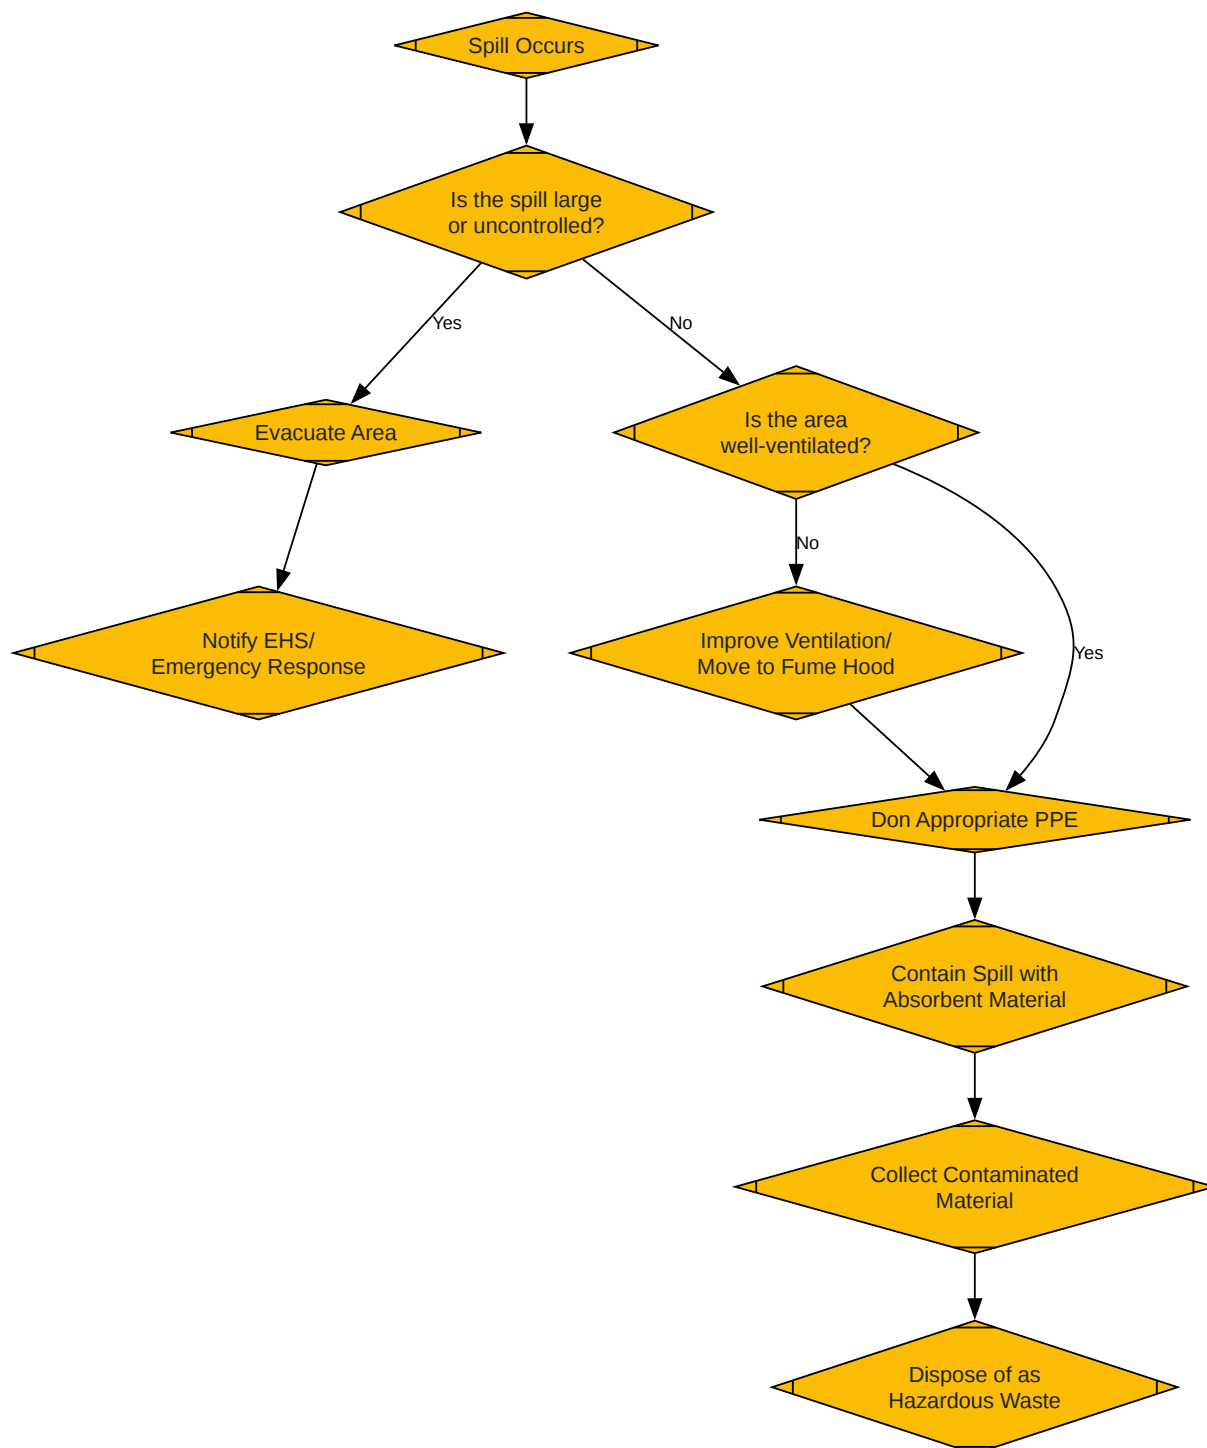 Spill Occurs
Is the spill large
or uncontrolled?
Yes
No
Evacuate Area
Is the area
well-ventilated?
No
Notify EHS/
Emergency Response
Improve Ventilation/
Move to Fume Hood
Yes
Don Appropriate PPE
Contain Spill with
Absorbent Material
Collect Contaminated
Material
Dispose of as
Hazardous Waste